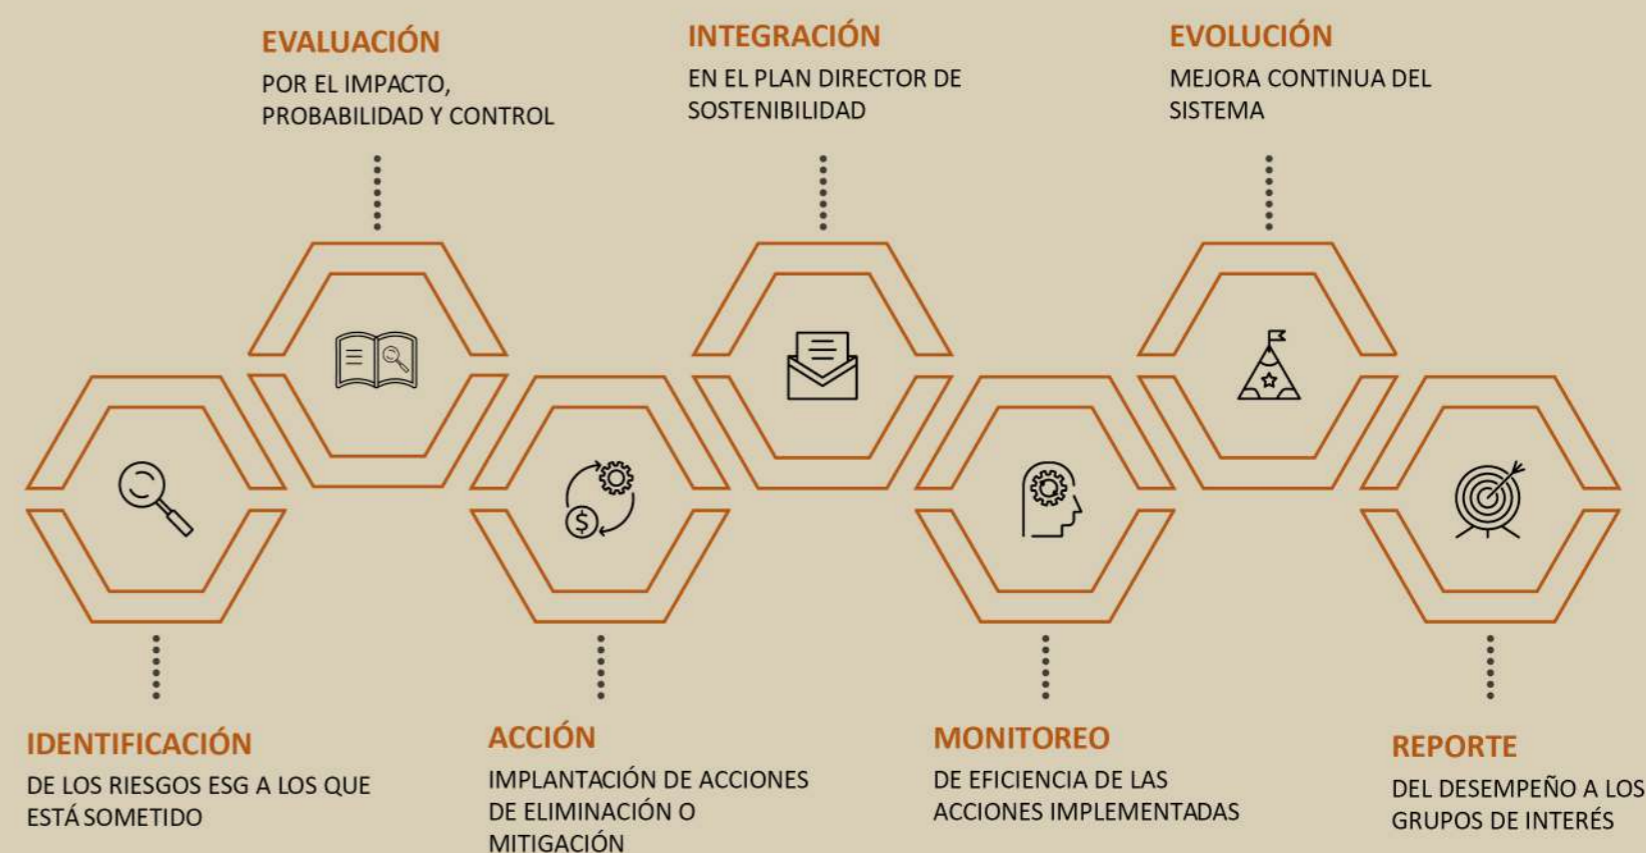 EVALUACIÓN
POR EL IMPACTO,
PROBABILIDAD Y CONTROL
INTEGRACIÓN
EN EL PLAN DIRECTOR DE
SOSTENIBILIDAD
EVOLUCIÓN
MEJORA CONTINUA DEL
SISTEMA
$
IDENTIFICACIÓN
DE LOS RIESGOS ESG A LOS QUE
ESTÁ SOMETIDO
ACCIÓN
IMPLANTACIÓN DE ACCIONES
DE ELIMINACIÓN O
MITIGACIÓN
MONITOREO
DE EFICIENCIA DE LAS
ACCIONES IMPLEMENTADAS
REPORTE
DEL DESEMPEÑO A LOS
GRUPOS DE INTERÉS